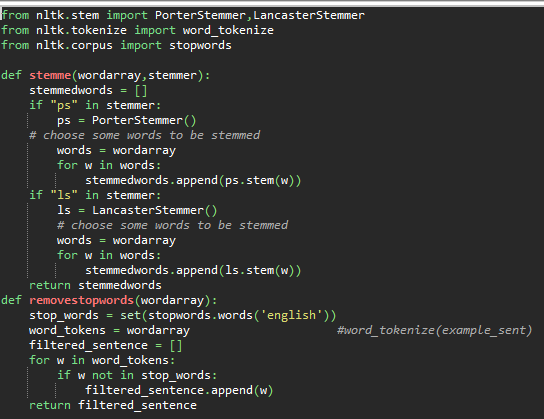 from nltk.stem import PorterStemmer,LancasterStemmer
from nltk.tokenize import word_tokenize
from nltk.corpus import stopwords

def stemme(wordarray,stemmer):
    stemmedwords = []
    if "ps" in stemmer:
        ps = PorterStemmer()
    # choose some words to be stemmed
        words = wordarray
        for w in words:
            stemmedwords.append(ps.stem(w))
    if "ls" in stemmer:
        ls = LancasterStemmer()
        # choose some words to be stemmed
        words = wordarray
        for w in words:
            stemmedwords.append(ls.stem(w))
    return stemmedwords
def removestopwords(wordarray):
    stop_words = set(stopwords.words('english'))
    word_tokens = wordarray                     #word_tokenize(example_sent)
    filtered_sentence = []
    for w in word_tokens:
        if w not in stop_words:
            filtered_sentence.append(w)
    return filtered_sentence